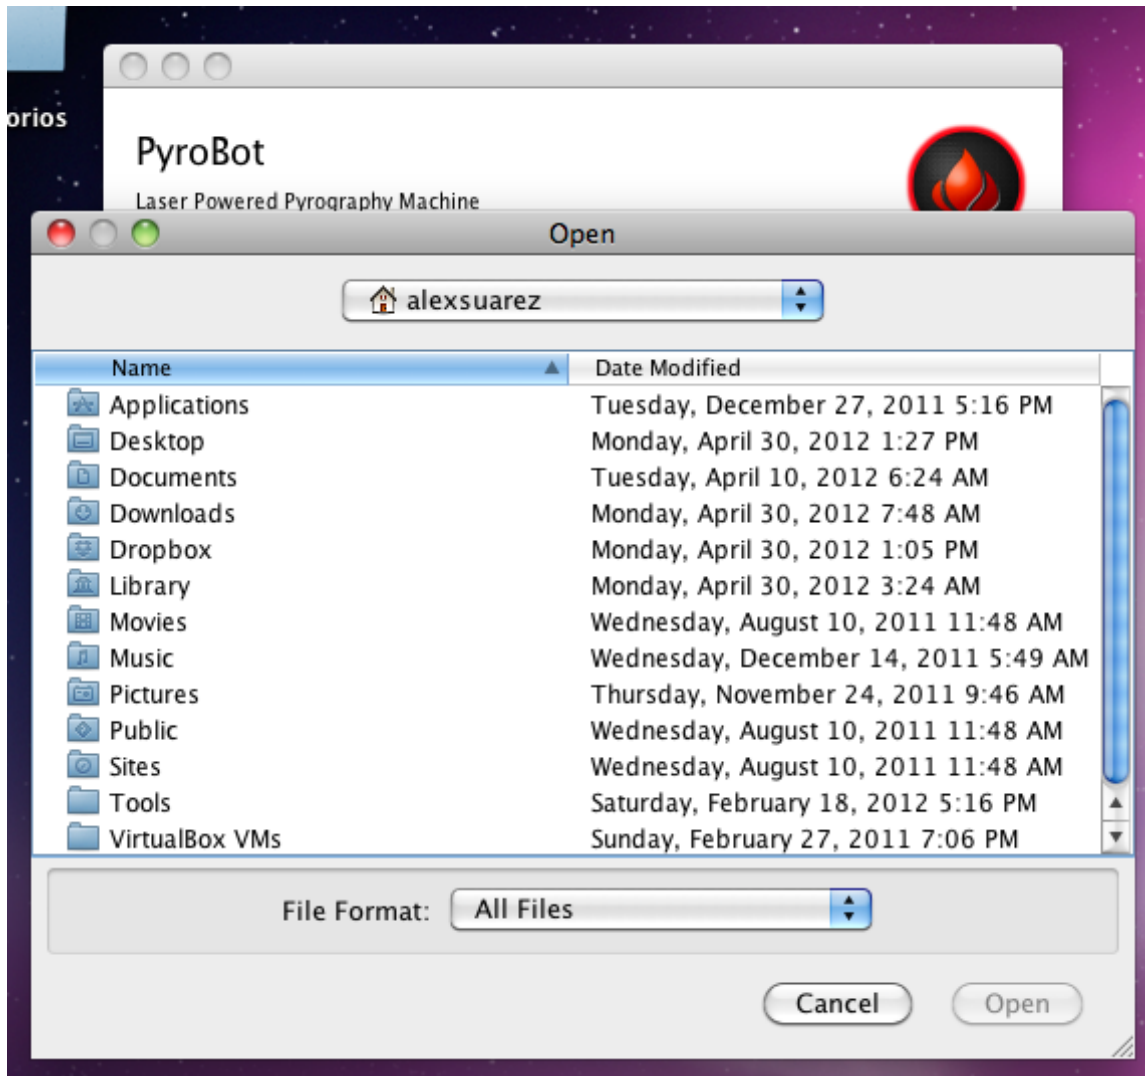 orios
PyroBot
Laser Powered Pyrography Machine
Open
alexsuarez
Name Date Modified
Applications Tuesday, December 27, 2011 5:16 PM
Desktop Monday, April 30, 2012 1:27 PM
Documents Tuesday, April 10, 2012 6:24 AM
Downloads Monday, April 30, 2012 7:48 AM
Dropbox Monday, April 30, 2012 1:05 PM
Library Monday, April 30, 2012 3:24 AM
Movies Wednesday, August 10, 2011 11:48 AM
Music Wednesday, December 14, 2011 5:49 AM
Pictures Thursday, November 24, 2011 9:46 AM
Public Wednesday, August 10, 2011 11:48 AM
Sites Wednesday, August 10, 2011 11:48 AM
Tools Saturday, February 18, 2012 5:16 PM
VirtualBox VMs Sunday, February 27, 2011 7:06 PM
File Format: All Files
Cancel Open